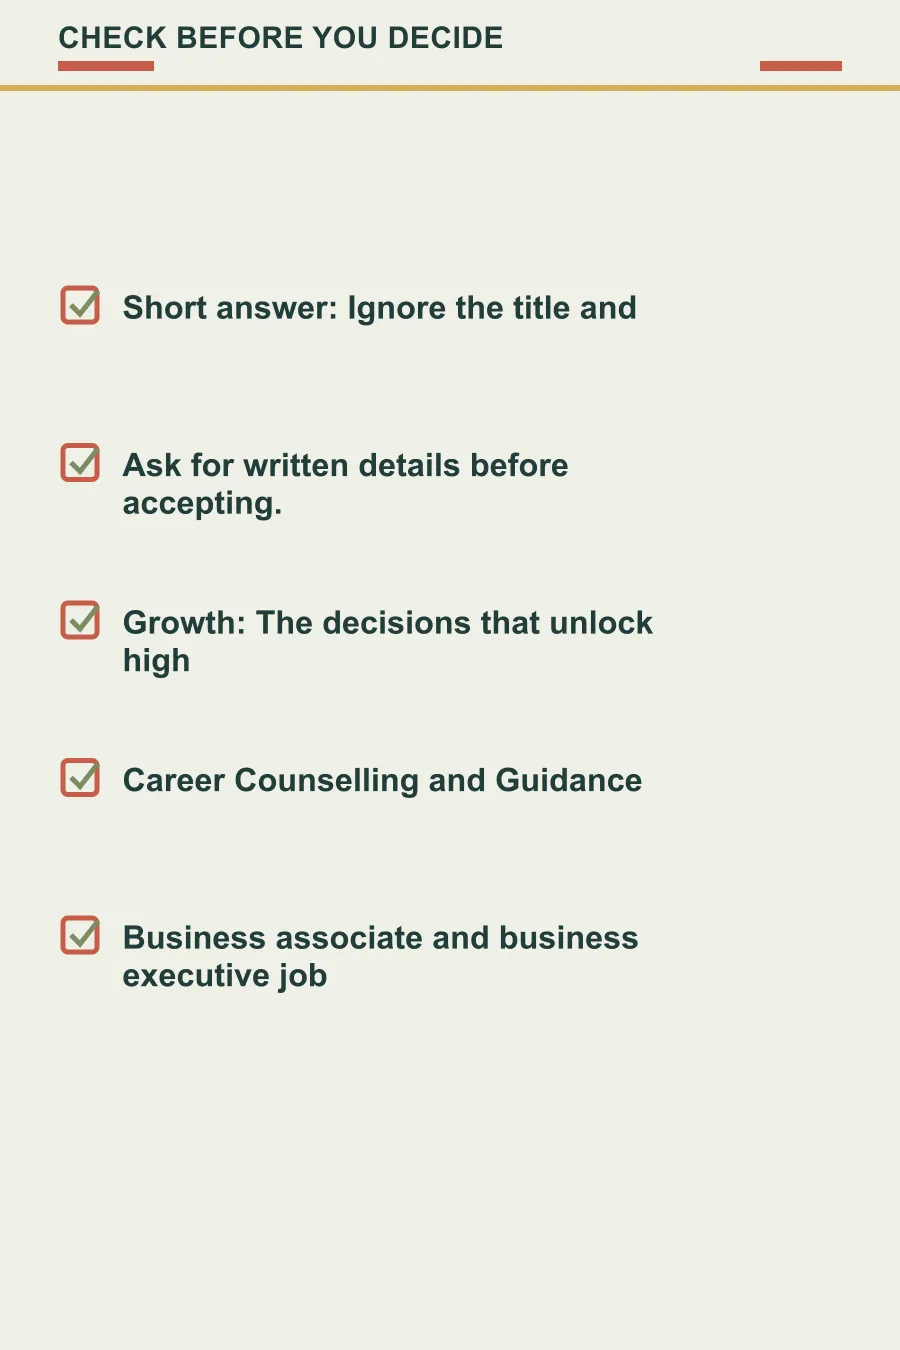 CHECK BEFORE YOU DECIDE
Short answer: Ignore the title and
Ask for written details before
accepting.
Growth: The decisions that unlock
high
Career Counselling and Guidance
Business associate and business
executive job